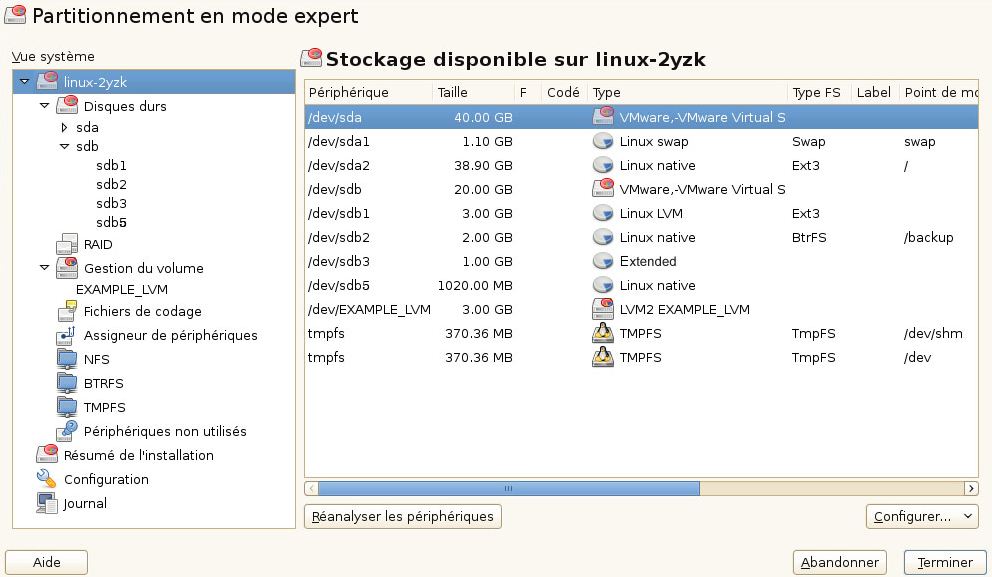 Partitionnement en mode expert
Vue système
linux-2yzk
Disques durs
sda
sdb
sdb1
sdb2
sdb3
sdb5
RAID
Gestion du volume
EXAMPLE_LVM
Fichiers de codage
Assigneur de périphériques
NFS
BTRFS
TMPFS
Périphériques non utilisés
Résumé de l'installation
Configuration
Journal
Stockage disponible sur linux-2yzk
Périphérique Taille F Codé Type Type FS Label Point de mo
/dev/sda 40.00 GB VMware,-VMware Virtual S
/dev/sda1 1.10 GB Linux swap Swap swap
/dev/sda2 38.90 GB Linux native Ext3 /
/dev/sdb 20.00 GB VMware,-VMware Virtual S
/dev/sdb1 3.00 GB Linux LVM Ext3
/dev/sdb2 2.00 GB Linux native BtrFS /backup
/dev/sdb3 1.00 GB Extended
/dev/sdb5 1020.00 MB Linux native
/dev/EXAMPLE_LVM 3.00 GB LVM2 EXAMPLE_LVM
tmpfs 370.36 MB TMPFS TmpFS /dev/shm
tmpfs 370.36 MB TMPFS TmpFS /dev
Réanalyser les périphériques
Configurer...
Aide
Abandonner
Terminer